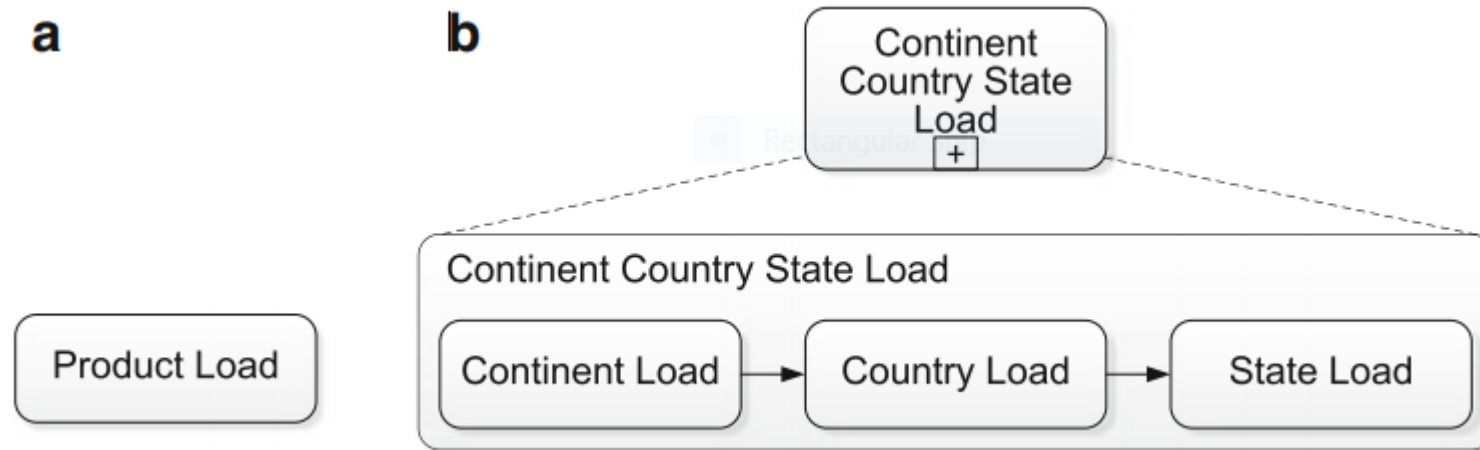 a
b
Continent
Country State
Load
+
Continent Country State Load
Product Load
Continent Load
Country Load
State Load